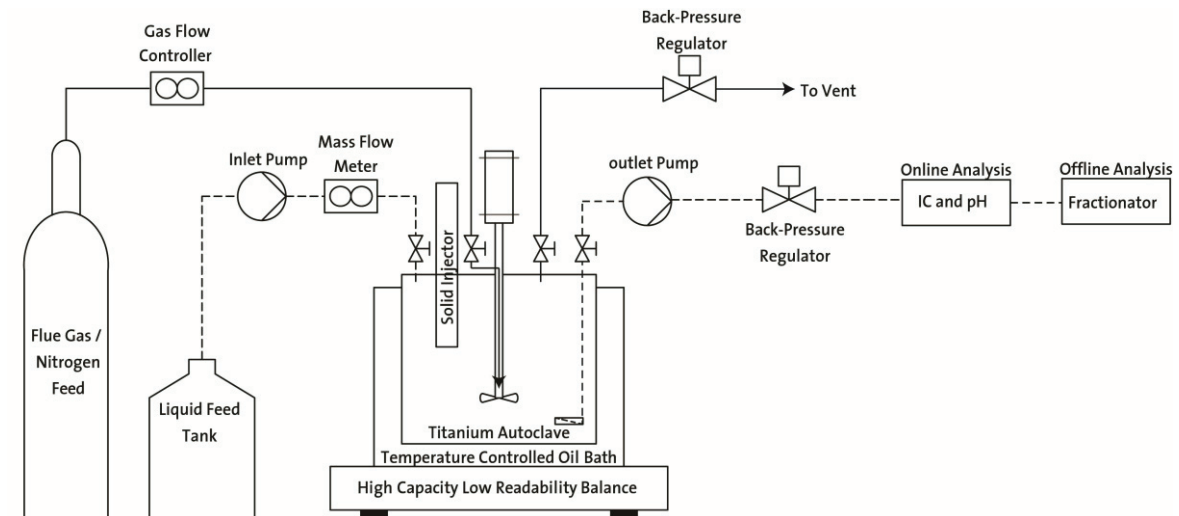 Gas Flow
Controller
Back-Pressure
Regulator
To Vent
Inlet Pump
Mass Flow
Meter
outlet Pump
Online Analysis
IC and pH
Offline Analysis
Fractionator
Back-Pressure
Regulator
Solid Injector
Flue Gas /
Nitrogen
Feed
Liquid Feed
Tank
Titanium Autoclave
Temperature Controlled Oil Bath
High Capacity Low Readability Balance